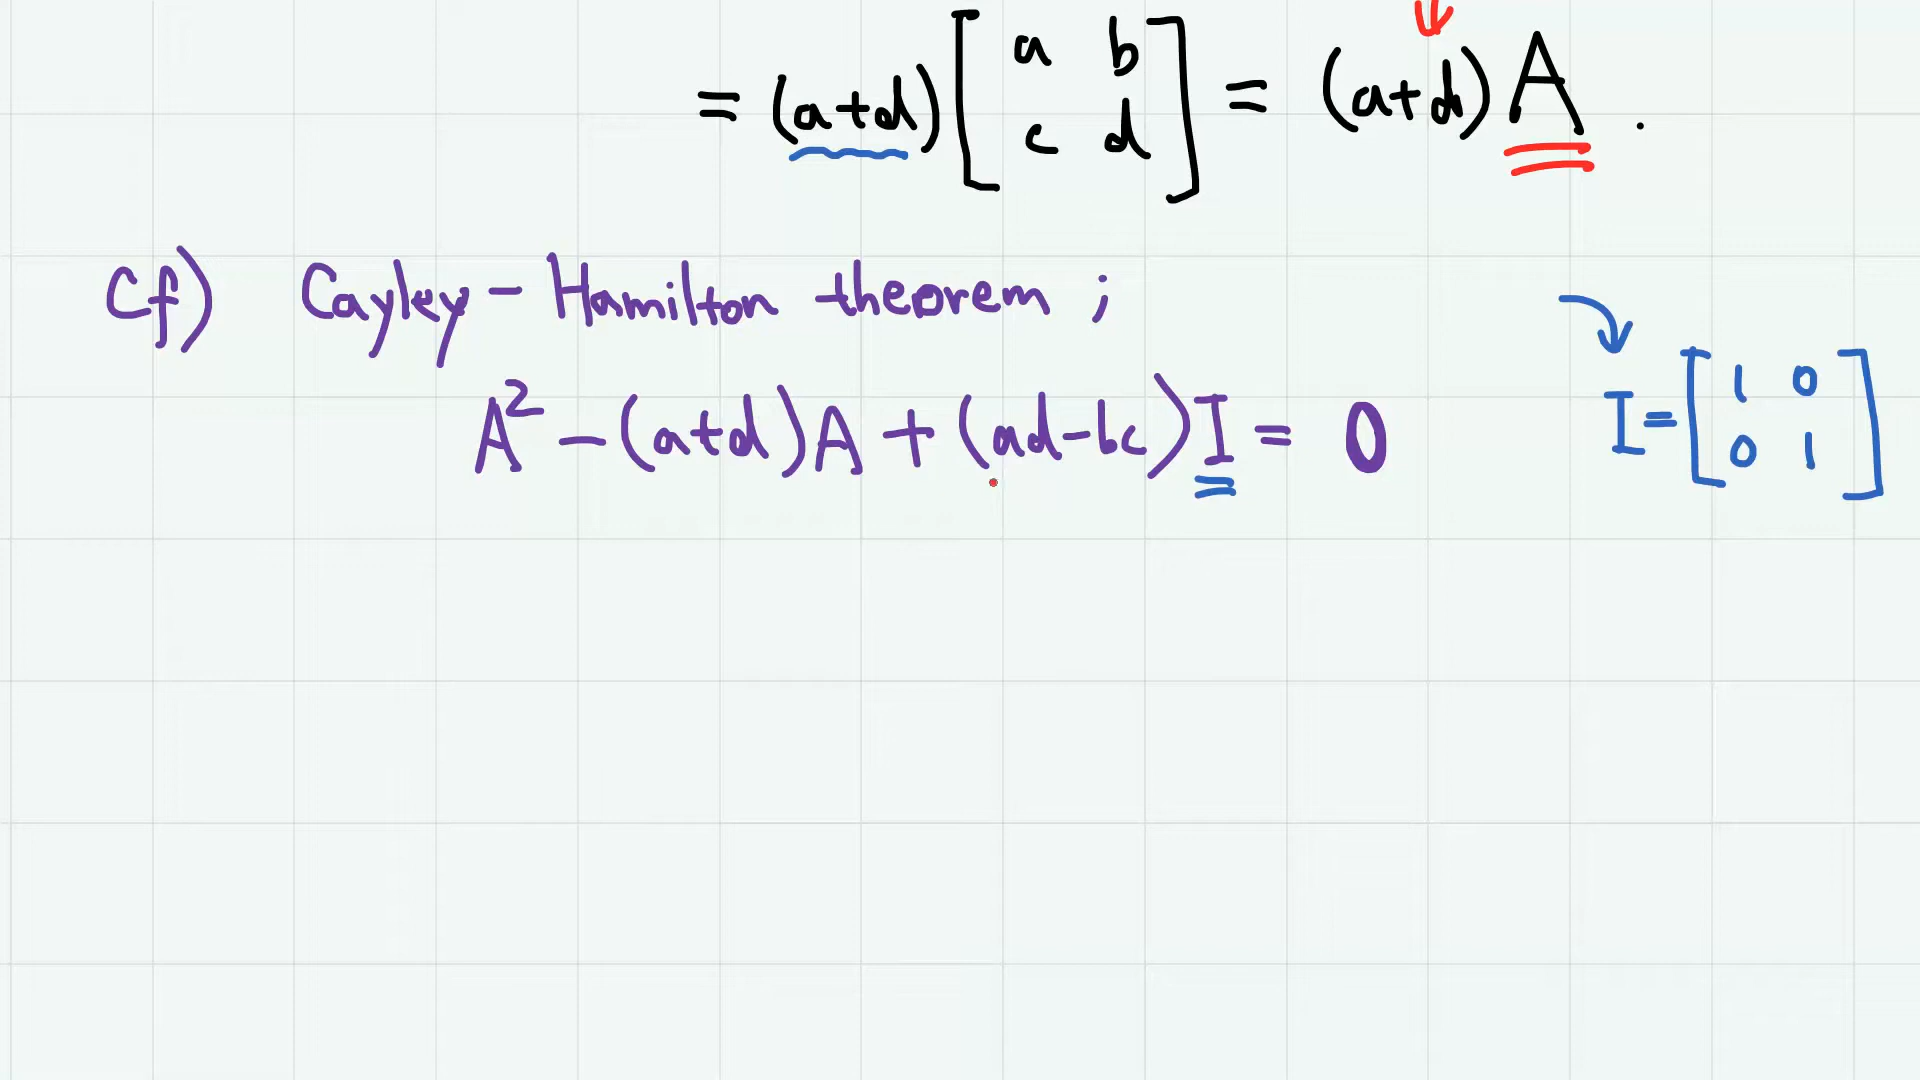 = (a+d) [ a b ; c d ] = (a+d) A .
Cf) Cayley - Hamilton theorem ;
A² - (a+d)A + (ad-bc) I = 0
I = [ 1 0 ; 0 1 ]